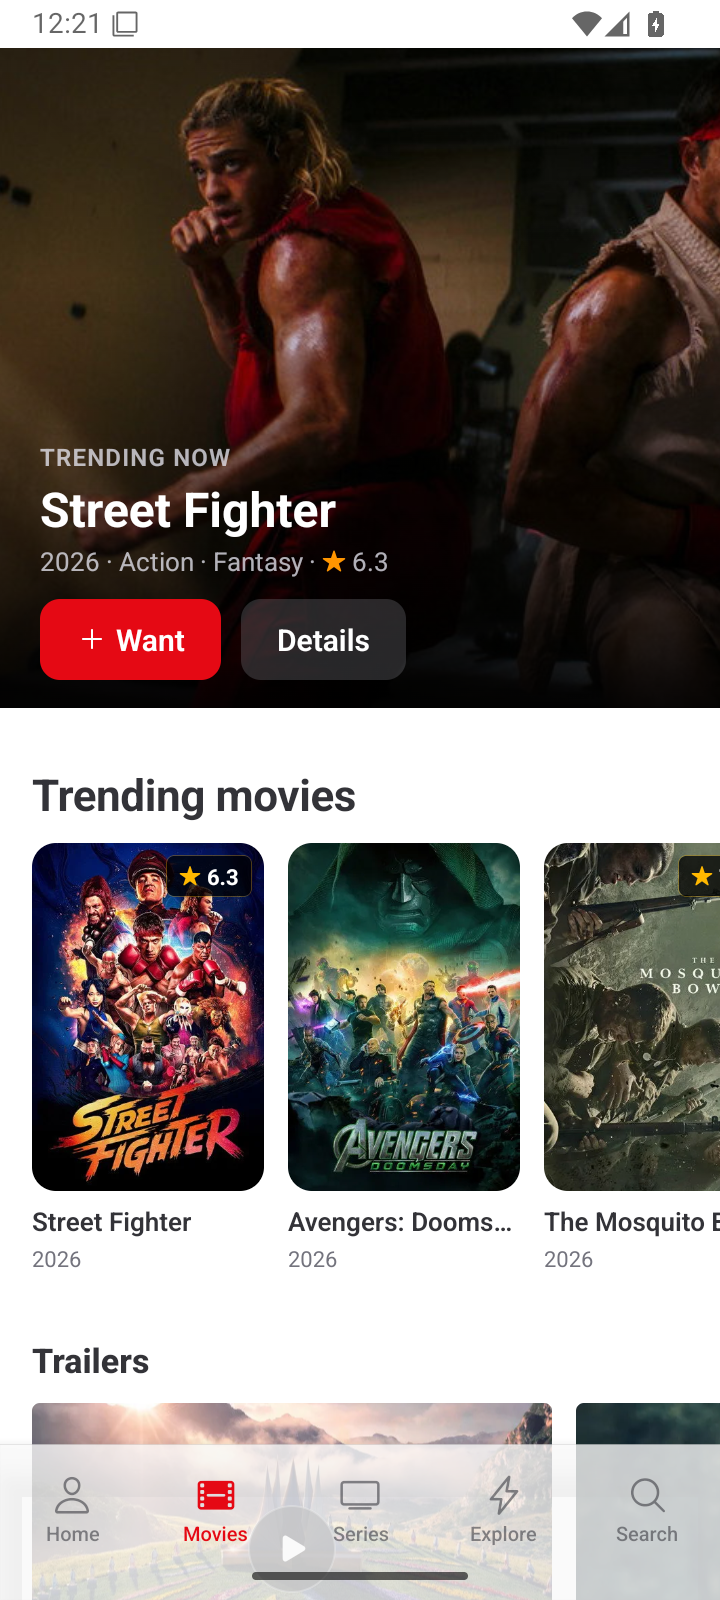 12:21
TRENDING NOW
Street Fighter
2026 · Action · Fantasy · ★ 6.3
+ Want
Details
Trending movies
★ 6.3
★
STREET
FIGHTER
AVENGERS
DOOMSDAY
THE
MOSQU
BOW
Street Fighter
Avengers: Dooms...
The Mosquito B
2026
2026
2026
Trailers
Home
Movies
Series
Explore
Search